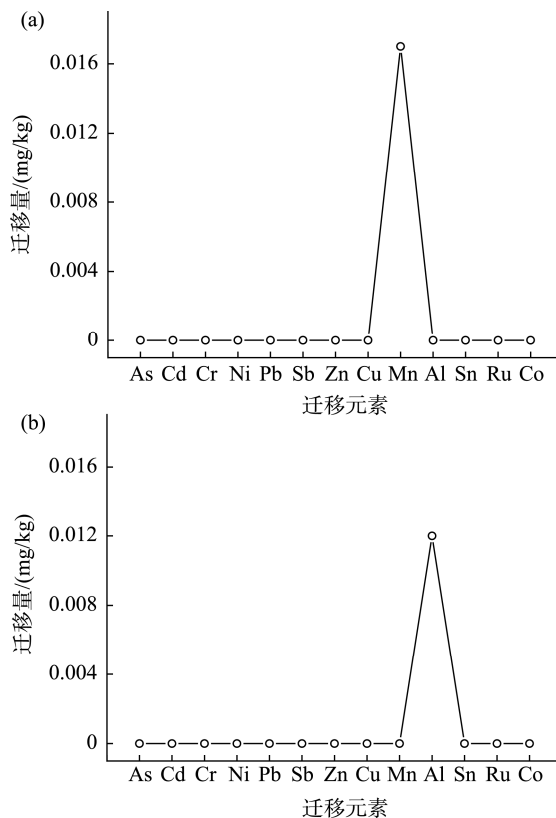 (a)
0.016
0.012
0.008
0.004
0
迁移量/(mg/kg)
As Cd Cr Ni Pb Sb Zn Cu Mn Al Sn Ru Co
迁移元素
(b)
0.016
0.012
0.008
0.004
0
迁移量/(mg/kg)
As Cd Cr Ni Pb Sb Zn Cu Mn Al Sn Ru Co
迁移元素